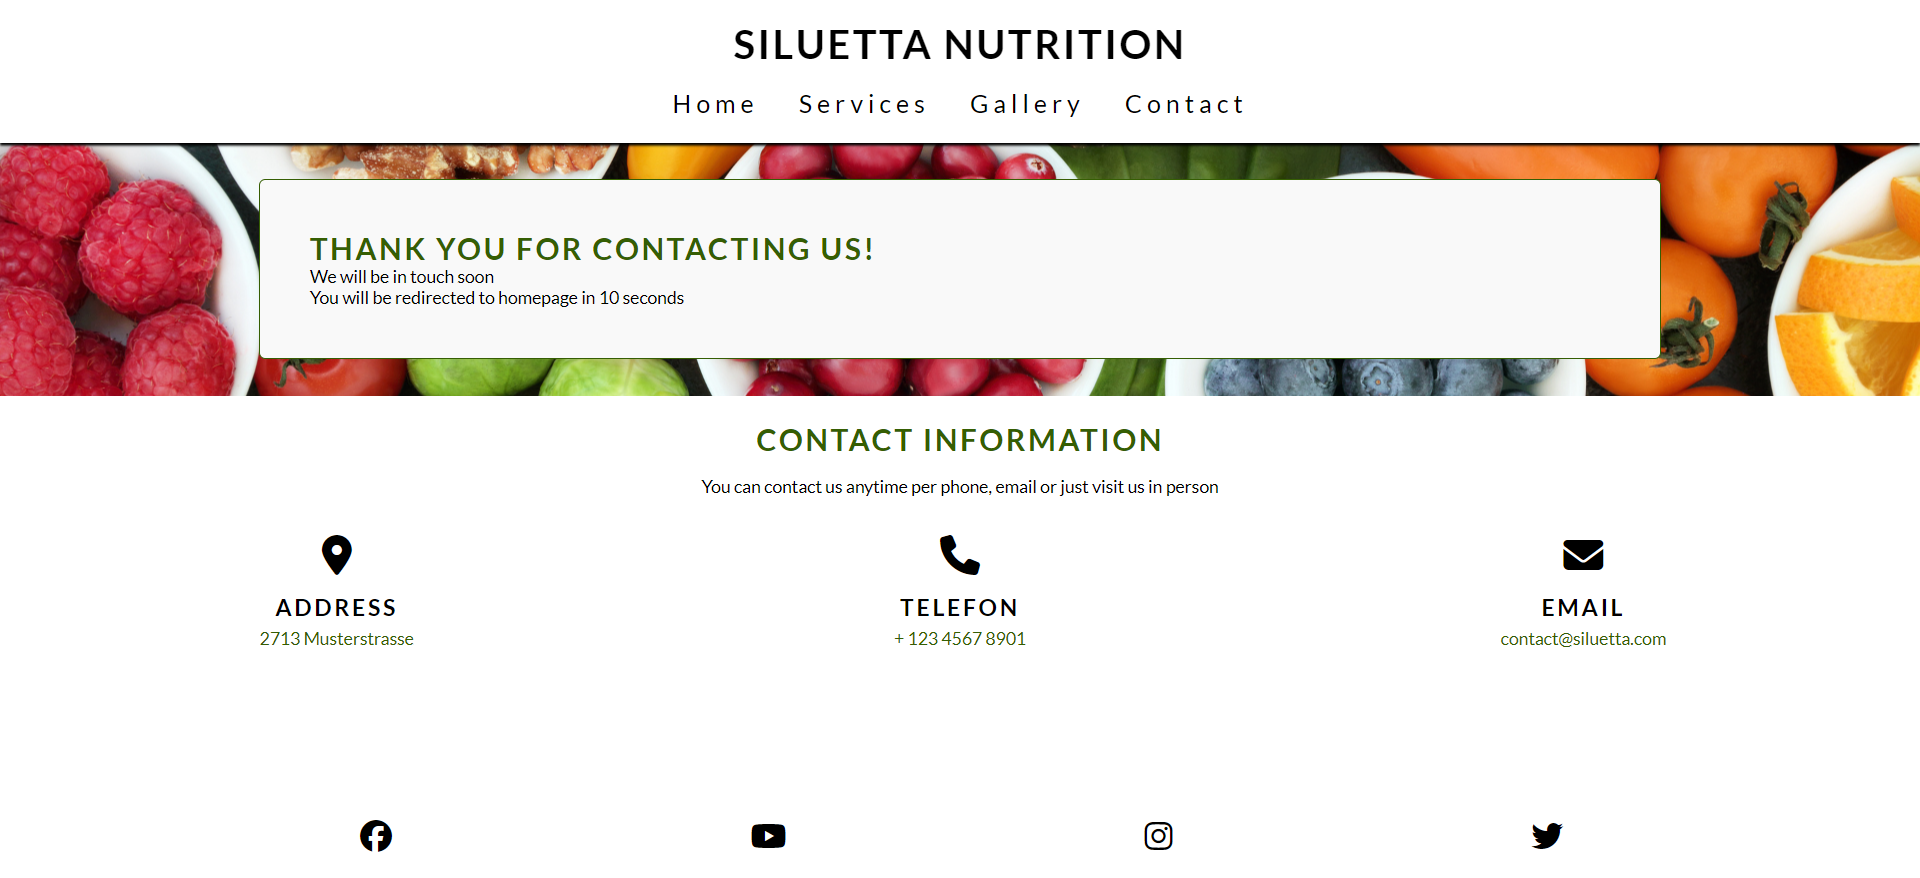 SILUETTA NUTRITION
Home Services Gallery Contact
THANK YOU FOR CONTACTING US!
We will be in touch soon
You will be redirected to homepage in 10 seconds
CONTACT INFORMATION
You can contact us anytime per phone, email or just visit us in person
ADDRESS
2713 Musterstrasse
TELEFON
+ 123 4567 8901
EMAIL
contact@siluetta.com